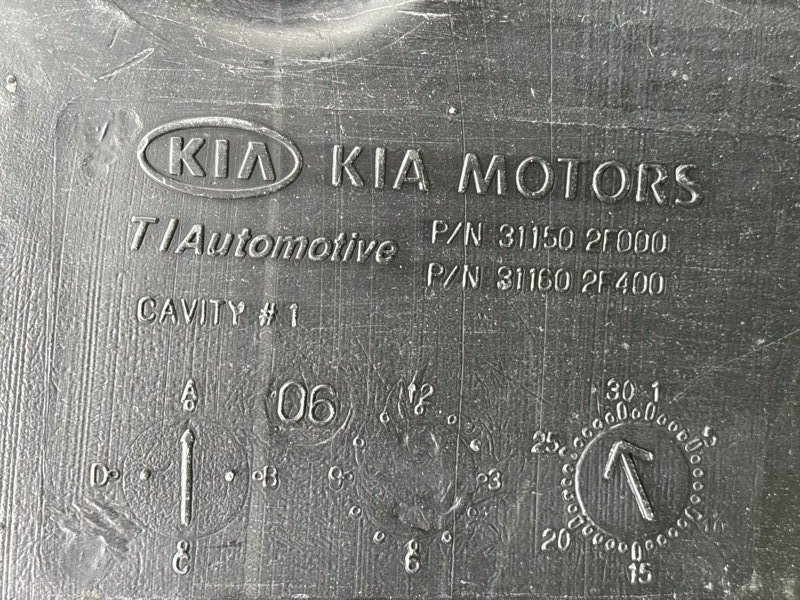 KIA KIA MOTORS
TI Automotive P/N 31150 2F000
P/N 31160 2F400
CAVITY # 1
A 06 12 30 1
25 5
D B 3
20
C 6 15